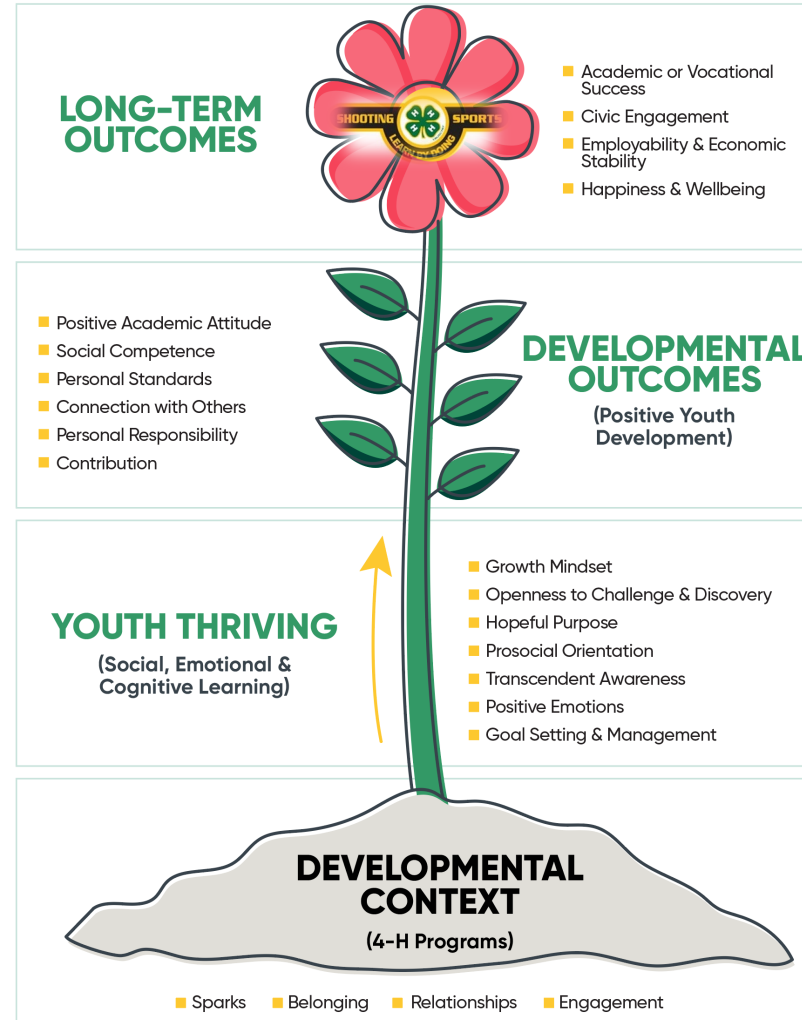 LONG-TERM
OUTCOMES
SHOOTING SPORTS
LEARN BY DOING
H H
H H
Academic or Vocational
Success
Civic Engagement
Employability & Economic
Stability
Happiness & Wellbeing
Positive Academic Attitude
Social Competence
Personal Standards
Connection with Others
Personal Responsibility
Contribution
DEVELOPMENTAL
OUTCOMES
(Positive Youth
Development)
YOUTH THRIVING
(Social, Emotional &
Cognitive Learning)
Growth Mindset
Openness to Challenge & Discovery
Hopeful Purpose
Prosocial Orientation
Transcendent Awareness
Positive Emotions
Goal Setting & Management
DEVELOPMENTAL
CONTEXT
(4-H Programs)
Sparks Belonging Relationships Engagement